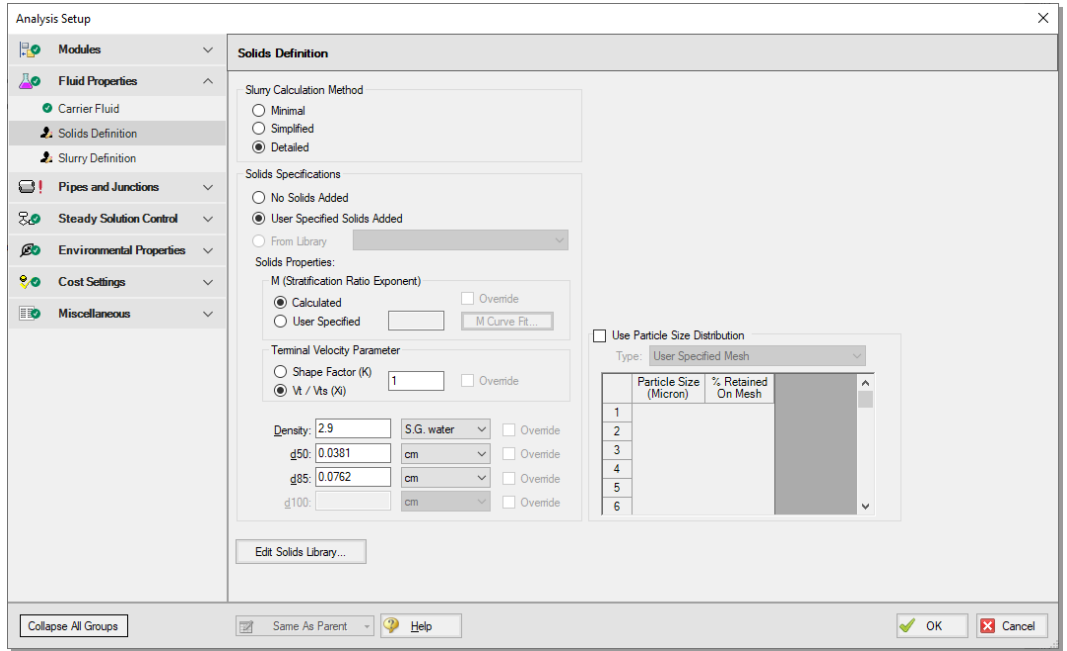 Analysis Setup
Modules
Fluid Properties
Carrier Fluid
Solids Definition
Slurry Definition
Pipes and Junctions
Steady Solution Control
Environmental Properties
Cost Settings
Miscellaneous
Solids Definition
Slurry Calculation Method
Minimal
Simplified
Detailed
Solids Specifications
No Solids Added
User Specified Solids Added
From Library
Solids Properties:
M (Stratification Ratio Exponent)
Calculated
Override
User Specified
M Curve Fit...
Terminal Velocity Parameter
Shape Factor (K)
Vt / Vts (Xi)
1
Override
Density: 2.9 S.G. water Override
d50: 0.0381 cm Override
d85: 0.0762 cm Override
d100: cm Override
Use Particle Size Distribution
Type: User Specified Mesh
Particle Size (Micron)
% Retained On Mesh
1
2
3
4
5
6
Edit Solids Library...
Collapse All Groups
Same As Parent
Help
OK
Cancel